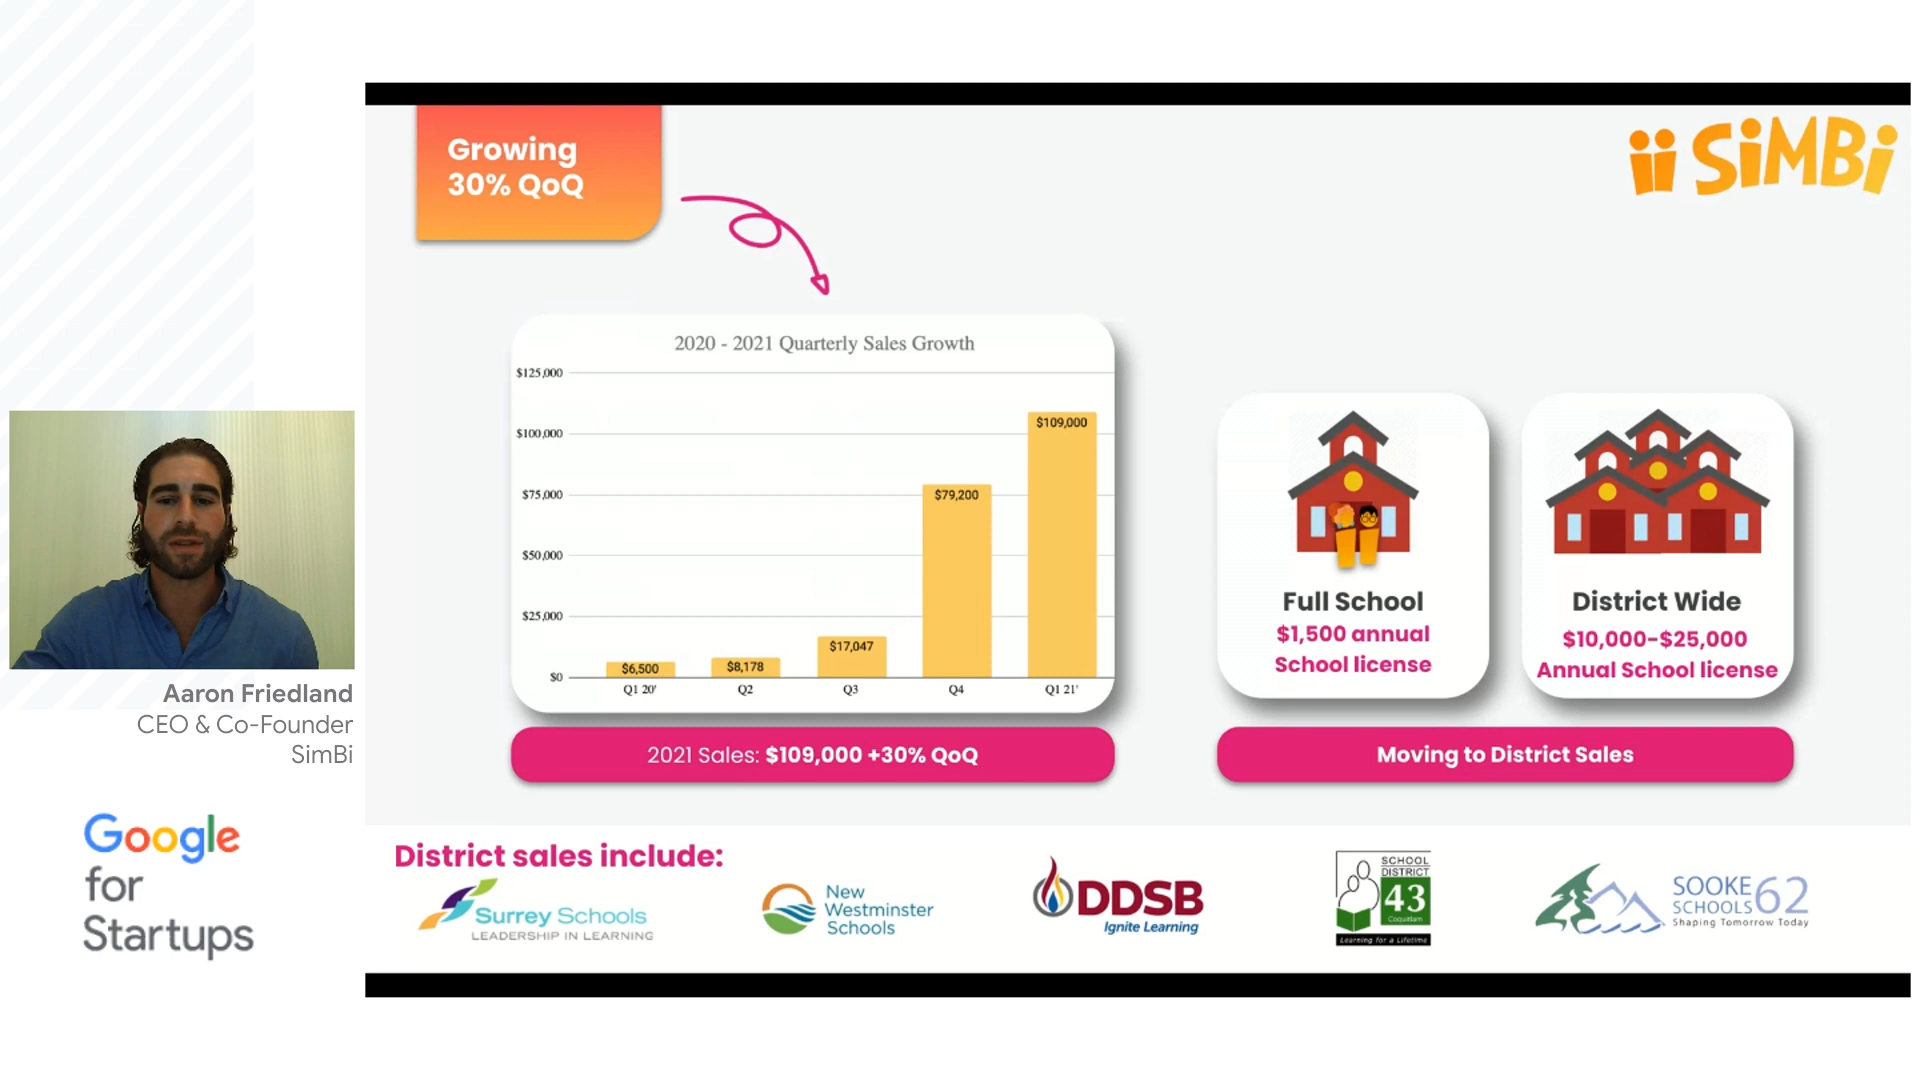 Growing
30% QoQ
SiMBi
2020 - 2021 Quarterly Sales Growth
$125,000
$100,000
$75,000
$50,000
$25,000
$0
$6,500
$8,178
$17,047
$79,200
$109,000
Q1 20'
Q2
Q3
Q4
Q1 21'
2021 Sales: $109,000 +30% QoQ
Full School
$1,500 annual
School license
District Wide
$10,000-$25,000
Annual School license
Moving to District Sales
Aaron Friedland
CEO & Co-Founder
SimBi
Google
for
Startups
District sales include:
Surrey Schools
LEADERSHIP IN LEARNING
New
Westminster
Schools
DDSB
Ignite Learning
SCHOOL
DISTRICT
43
Coquitlam
Learning for a Lifetime
SOOKE
SCHOOLS 62
Shaping Tomorrow Today